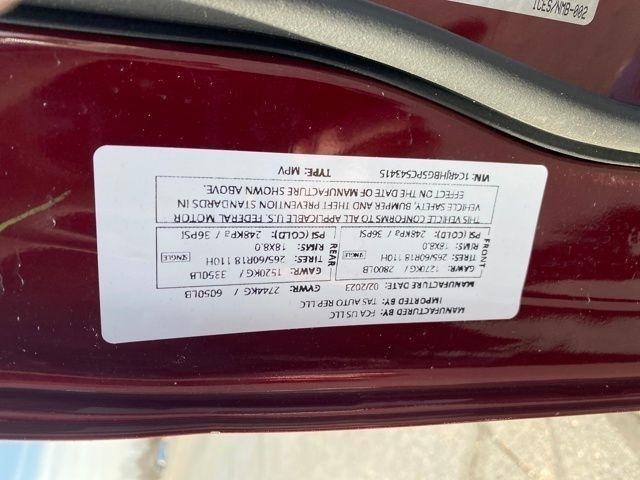 MANUFACTURED BY: FCA US LLC
IMPORTED BY: TAS AUTO REP LLC
MANUFACTURE DATE: 02/2023 GVWR: 2744KG / 6050LB
FRONT
GAWR: 1270KG / 2800LB
TIRES: 265/60R18 110H SINGLE
RIMS: 18X8.0
PSI (COLD): 248KPa / 36PSI
REAR
GAWR: 1520KG / 3350LB
TIRES: 265/60R18 110H SINGLE
RIMS: 18X8.0
PSI (COLD): 248KPa / 36PSI
THIS VEHICLE CONFORMS TO ALL APPLICABLE U.S. FEDERAL MOTOR
VEHICLE SAFETY, BUMPER AND THEFT PREVENTION STANDARDS IN
EFFECT ON THE DATE OF MANUFACTURE SHOWN ABOVE.
VIN: 1C4RJHBG5PC543415 TYPE: MPV
ICES/NMB-002